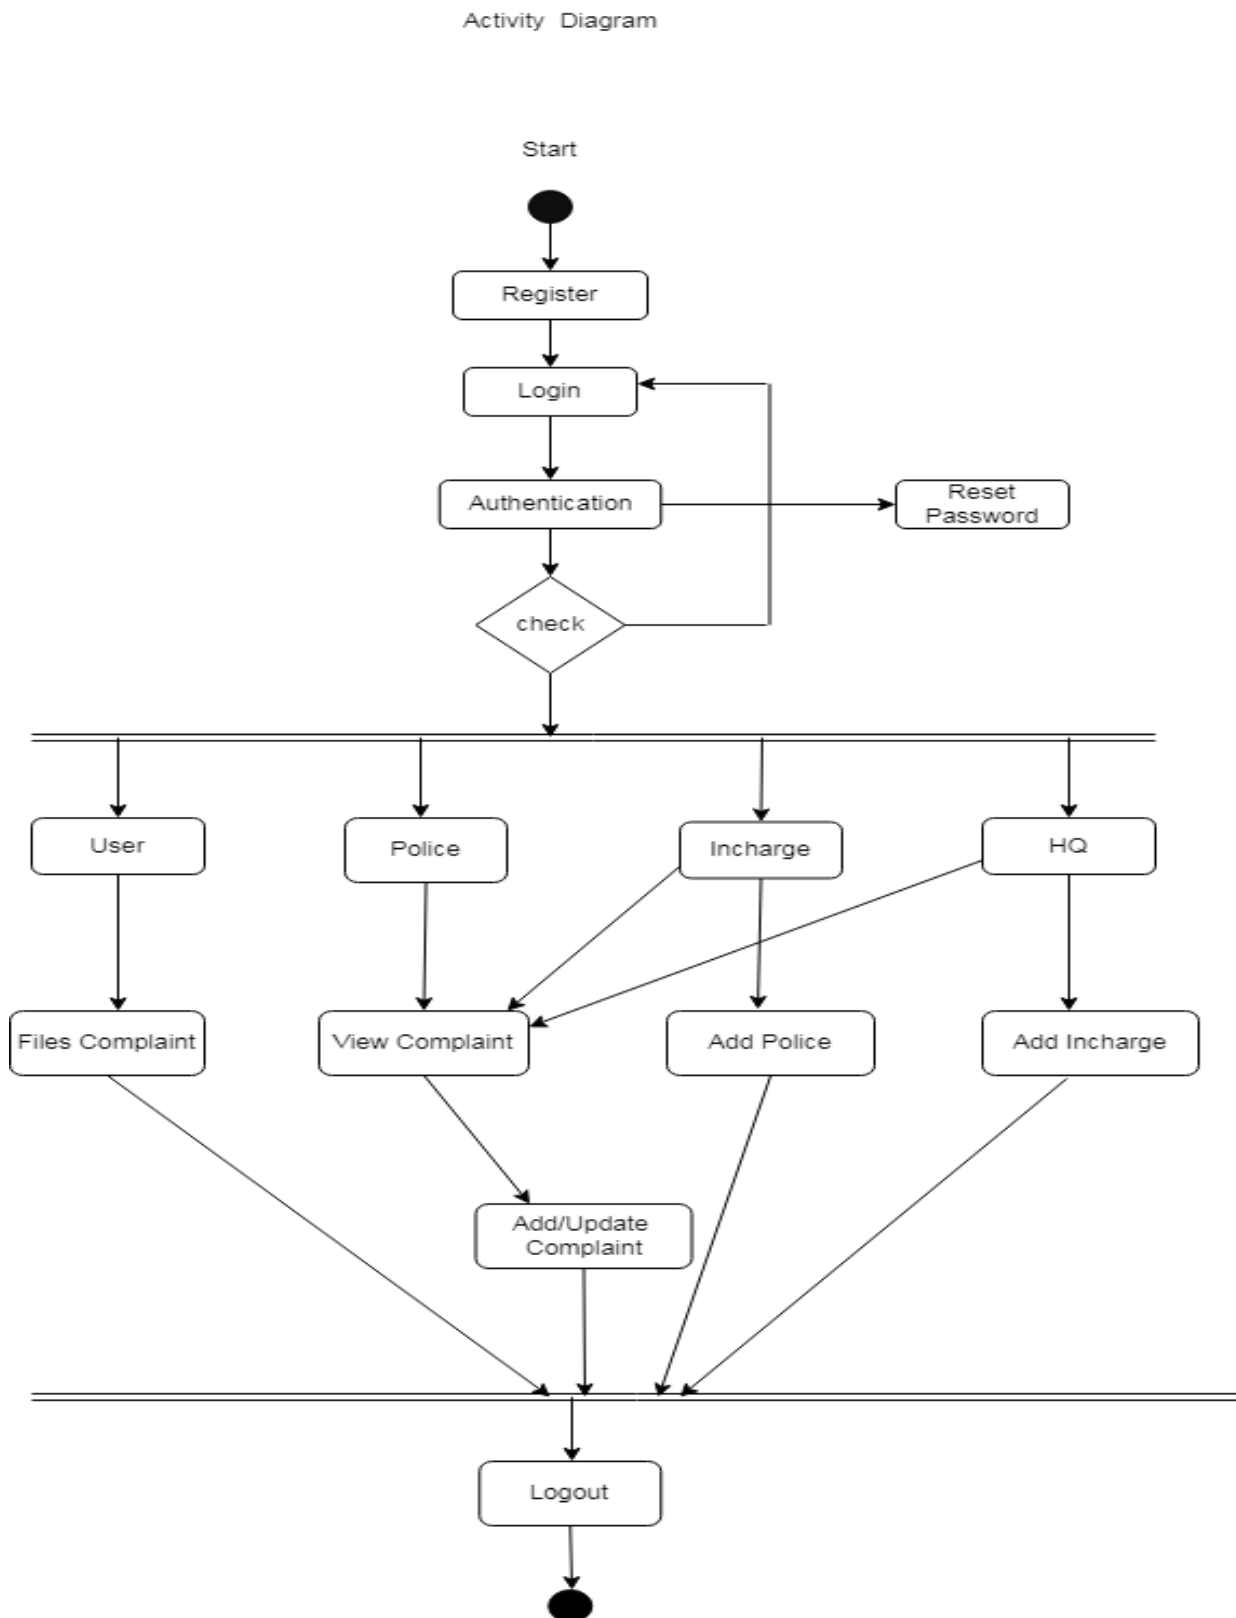 Activity Diagram
Start
Register
Login
Authentication
Reset
Password
check
User
Police
Incharge
HQ
Files Complaint
View Complaint
Add Police
Add Incharge
Add/Update
Complaint
Logout